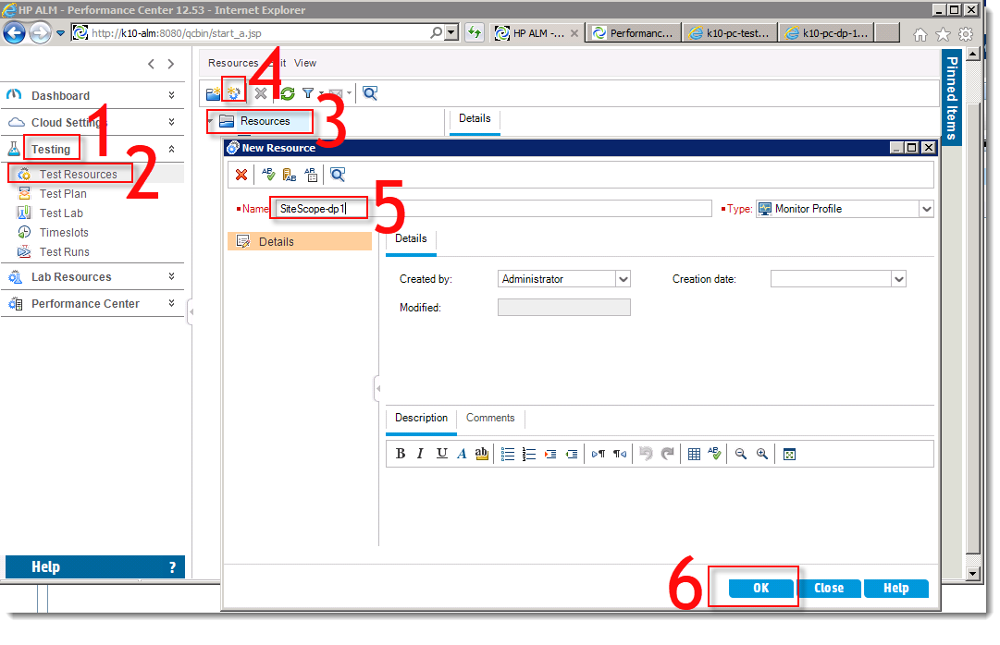 HP ALM - Performance Center 12.53 - Internet Explorer
http://k10-alm:8080/qcbin/start_a.jsp
HP ALM -...
Performanc...
k10-pc-test...
k10-pc-dp-1...
Resources
View
4
Pinned Items
Dashboard
Cloud Setting
1
Testing
2
Test Resources
Test Plan
Test Lab
Timeslots
Test Runs
Lab Resources
Performance Center
Help ?
Resources
3
Details
New Resource
Name
SiteScope-dp1
5
Type:
Monitor Profile
Details
Details
Created by:
Administrator
Creation date:
Modified:
Description
Comments
B I U A ab
6
OK
Close
Help